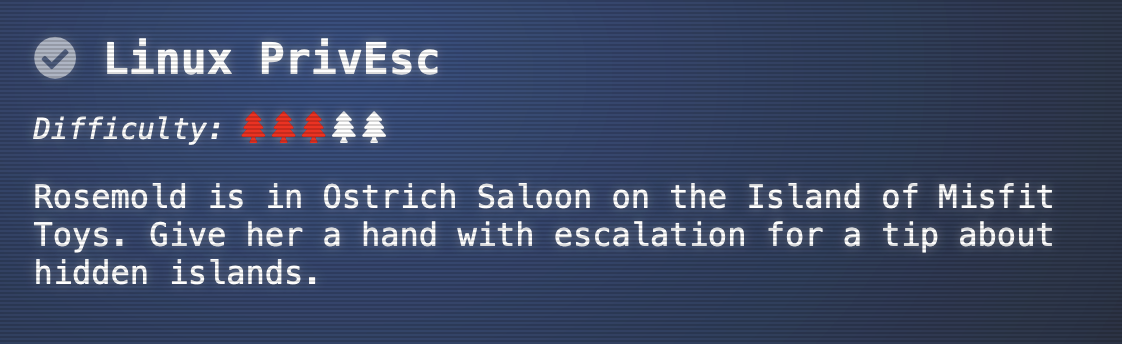 Linux PrivEsc
Difficulty:
Rosemold is in Ostrich Saloon on the Island of Misfit
Toys. Give her a hand with escalation for a tip about
hidden islands.